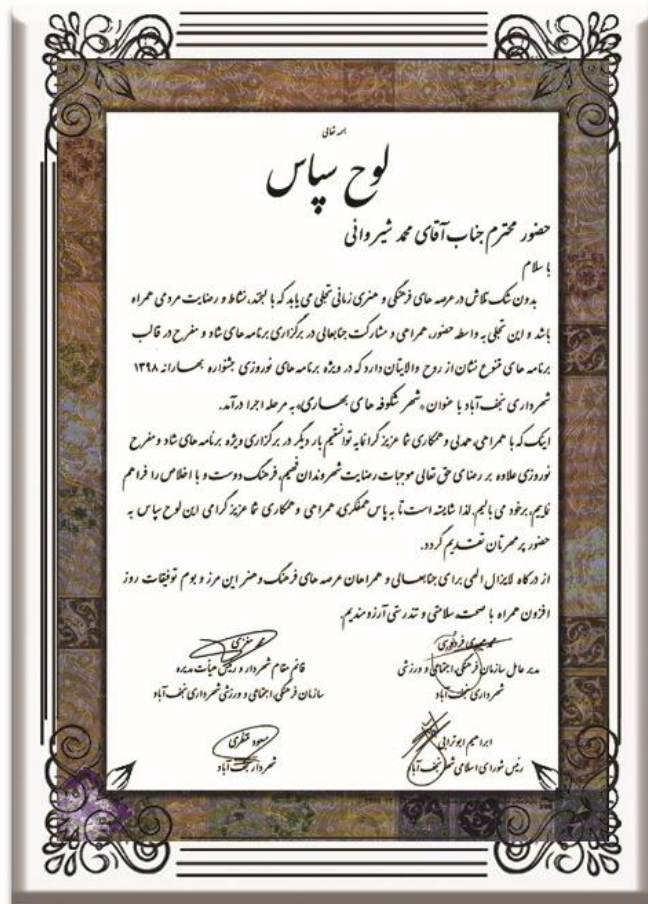 بسمه تعالی
لوح سپاس
حضور محترم جناب آقای محمد شیروانی
با سلام
بدون شک تلاش در عرصه های فرهنگی و هنری زمانی تجلی می یابد که با لبخند، نشاط و رضایت مردمی همراه
باشد و این تجلی به واسطه حضور، همراهی و مشارکت جنابعالی در برگزاری برنامه های شاد و مفرح در قالب
برنامه های متنوع نشان از روح والایتان دارد که در ویژه برنامه های نوروزی جشنواره بهارانه ۱۳۹۸
شهرداری نجف آباد با عنوان «شهر شکوفه های بهاری» به مرحله اجرا درآمد.
اینک که با همراهی، همدلی و همکاری شما عزیز گرانمایه توانستیم بار دیگر در برگزاری ویژه برنامه های شاد و مفرح
نوروزی علاوه بر رضای حق تعالی موجبات رضایت شهروندان فهیم، فرهنگ دوست و با اخلاص را فراهم
نماییم، برخود می بالیم. لذا شایسته است تا به پاس همفکری، همراهی و همکاری شما عزیز گرامی این لوح سپاس به
حضور پر مهرتان تقدیم گردد.
از درگاه لایزال الهی برای جنابعالی و همراهان عرصه های فرهنگ و هنر این مرز و بوم توفیقات روز
افزون همراه با صحت، سلامتی و تندرستی آرزومندیم.
مدیر عامل سازمان فرهنگی، اجتماعی و ورزشی
شهرداری نجف آباد
قائم مقام شهردار و رئیس هیأت مدیره
سازمان فرهنگی، اجتماعی و ورزشی شهرداری نجف آباد
ابراهیم ابوترابی
رئیس شورای اسلامی شهر نجف آباد
مسعود منتظری
شهردار نجف آباد